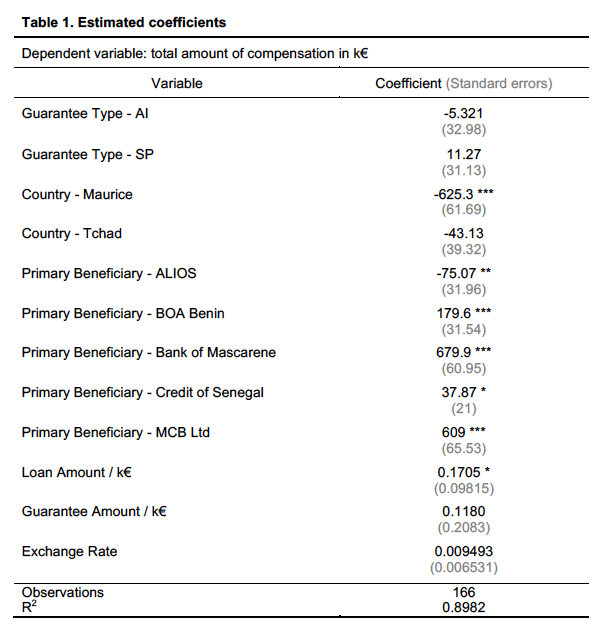 Table 1. Estimated coefficients
Dependent variable: total amount of compensation in k€
Variable Coefficient (Standard errors)
Guarantee Type - AI -5.321
(32.98)
Guarantee Type - SP 11.27
(31.13)
Country - Maurice -625.3 ***
(61.69)
Country - Tchad -43.13
(39.32)
Primary Beneficiary - ALIOS -75.07 **
(31.96)
Primary Beneficiary - BOA Benin 179.6 ***
(31.54)
Primary Beneficiary - Bank of Mascarene 679.9 ***
(60.95)
Primary Beneficiary - Credit of Senegal 37.87 *
(21)
Primary Beneficiary - MCB Ltd 609 ***
(65.53)
Loan Amount / k€ 0.1705 *
(0.09815)
Guarantee Amount / k€ 0.1180
(0.2083)
Exchange Rate 0.009493
(0.006531)
Observations 166
R2 0.8982